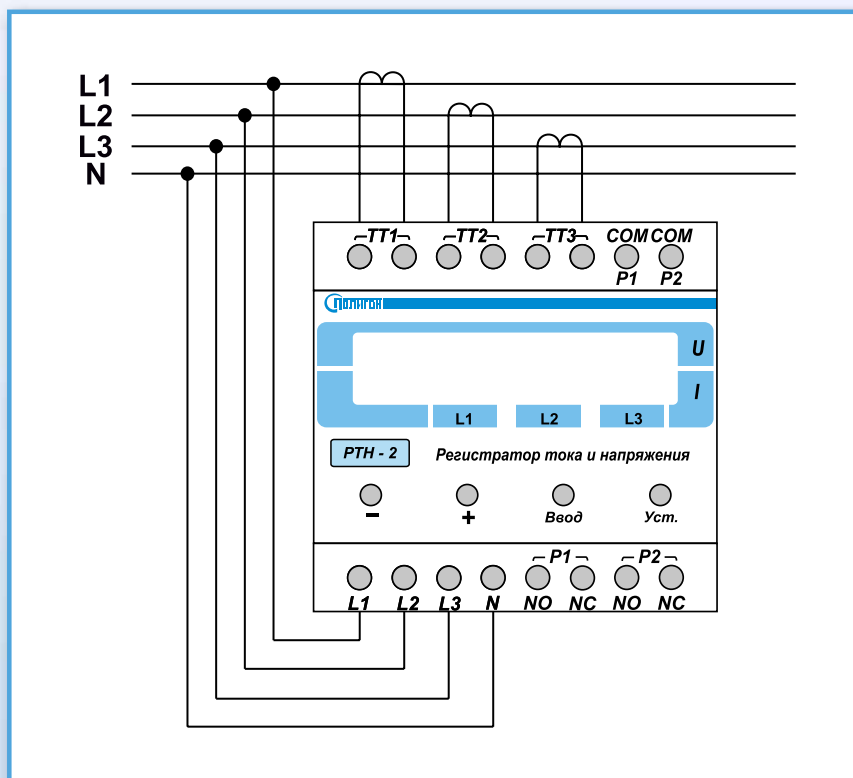 L1
L2
L3
N
TT1 TT2 TT3 COM COM
P1 P2
ПОЛИГОН
U
I
L1 L2 L3
РТН - 2 Регистратор тока и напряжения
- + Ввод Уст.
P1 P2
L1 L2 L3 N NO NC NO NC